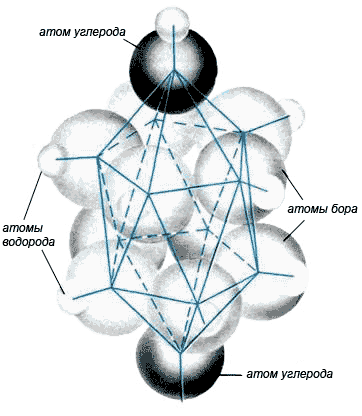 атом углерода
атомы бора
атомы
водорода
атом углерода